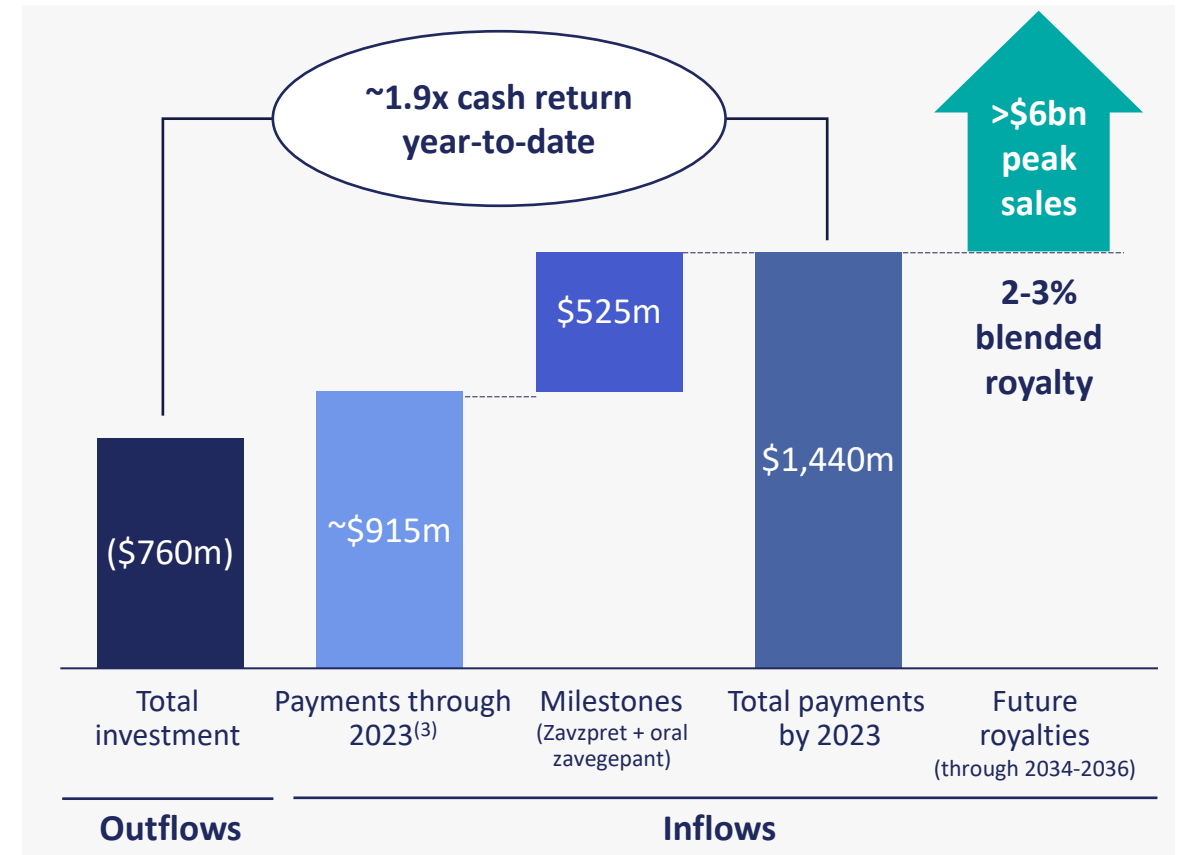 ~1.9x cash return
year-to-date
>$6bn
peak
sales
2-3%
blended
royalty
($760m)
~$915m
$525m
$1,440m
Total
investment
Payments through
2023(3)
Milestones
(Zavzpret + oral
zavegepant)
Total payments
by 2023
Future
royalties
(through 2034-2036)
Outflows
Inflows